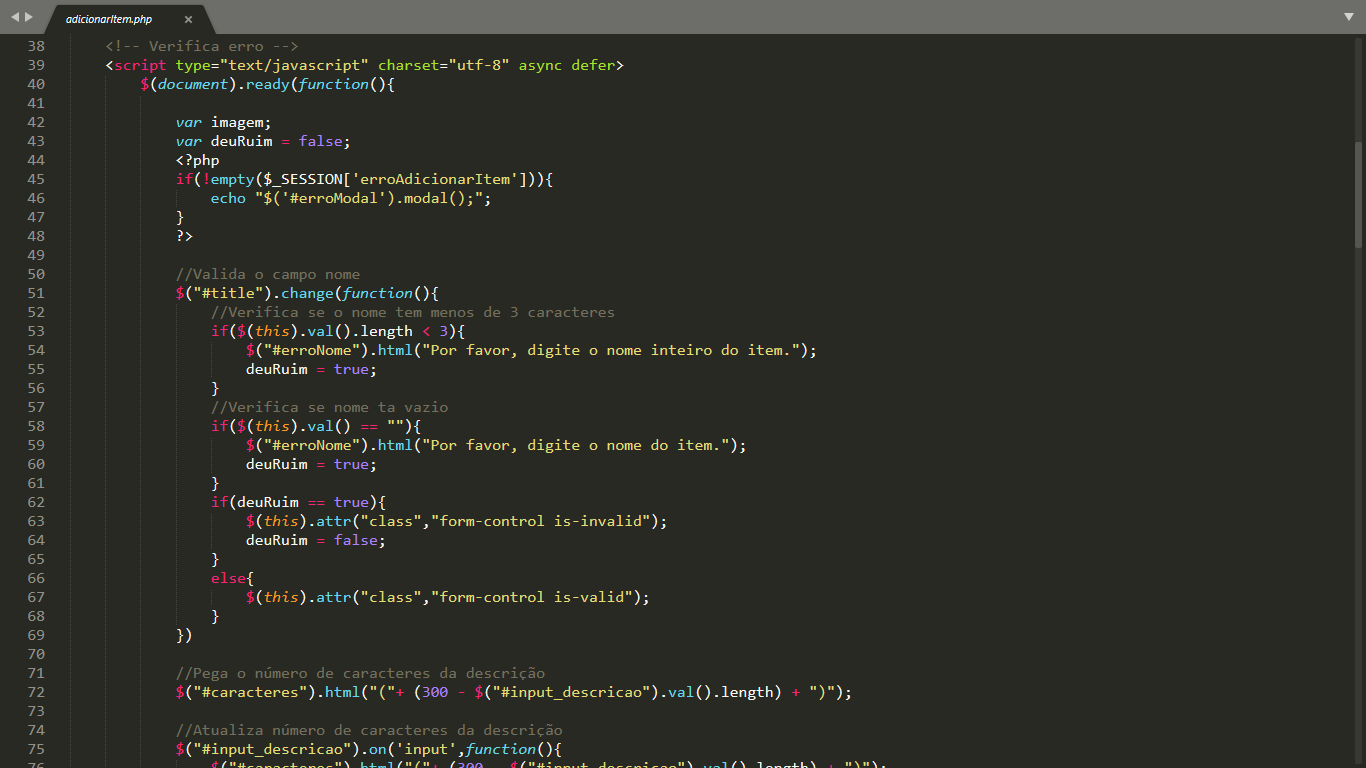 adicionarItem.php ×
38 <!-- Verifica erro -->
39 <script type="text/javascript" charset="utf-8" async defer>
40 $(document).ready(function(){
41
42 var imagem;
43 var deuRuim = false;
44 <?php
45 if(!empty($_SESSION['erroAdicionarItem'])){
46 echo "$('#erroModal').modal();";
47 }
48 ?>
49
50 //Valida o campo nome
51 $("#title").change(function(){
52 //Verifica se o nome tem menos de 3 caracteres
53 if($(this).val().length < 3){
54 $("#erroNome").html("Por favor, digite o nome inteiro do item.");
55 deuRuim = true;
56 }
57 //Verifica se nome ta vazio
58 if($(this).val() == ""){
59 $("#erroNome").html("Por favor, digite o nome do item.");
60 deuRuim = true;
61 }
62 if(deuRuim == true){
63 $(this).attr("class","form-control is-invalid");
64 deuRuim = false;
65 }
66 else{
67 $(this).attr("class","form-control is-valid");
68 }
69 })
70
71 //Pega o número de caracteres da descrição
72 $("#caracteres").html("("+ (300 - $("#input_descricao").val().length) + ")");
73
74 //Atualiza número de caracteres da descrição
75 $("#input_descricao").on('input',function(){
76 $("#caracteres").html("("+ (300 - $("#input_descricao").val().length) + ")");